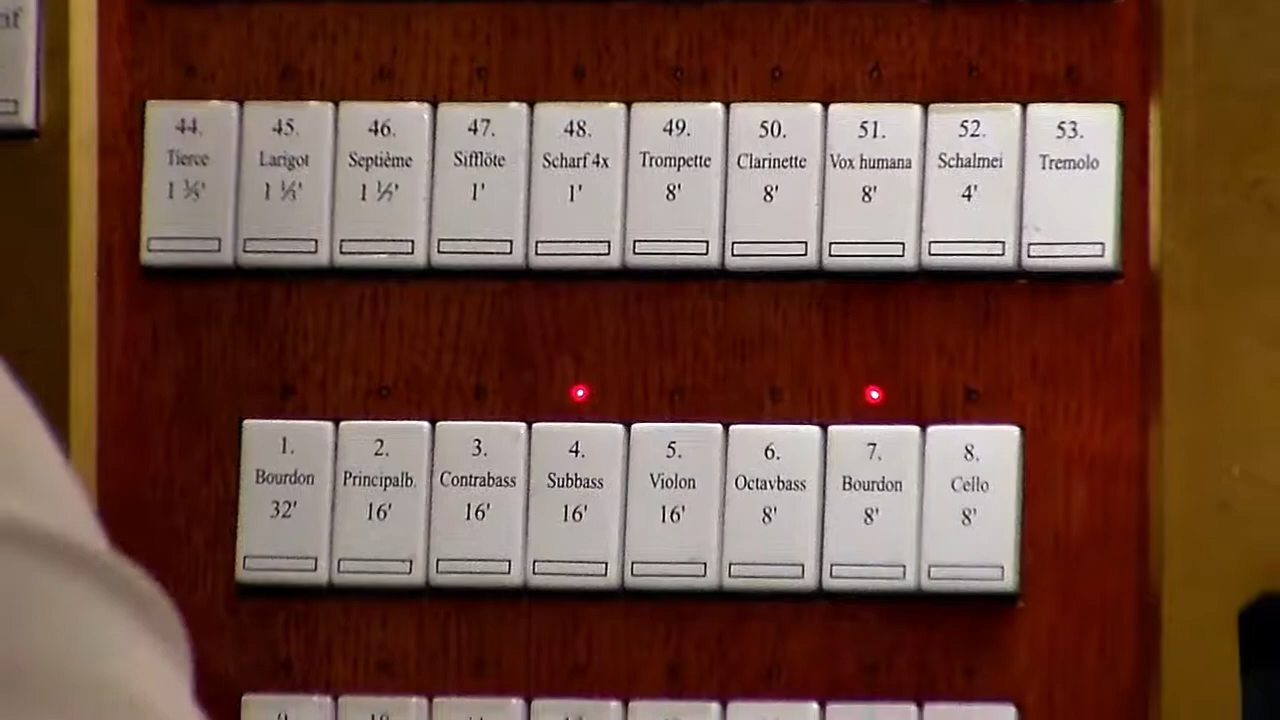 44. 45. 46. 47. 48. 49. 50. 51. 52. 53.
Tierce Larigot Septième Sifflöte Scharf 4x Trompette Clarinette Vox humana Schalmei Tremolo
1 ⅗' 1 ⅓' 1 ⅐' 1' 1' 8' 8' 8' 4'
1. 2. 3. 4. 5. 6. 7. 8.
Bourdon Principalb. Contrabass Subbass Violon Octavbass Bourdon Cello
32' 16' 16' 16' 16' 8' 8' 8'